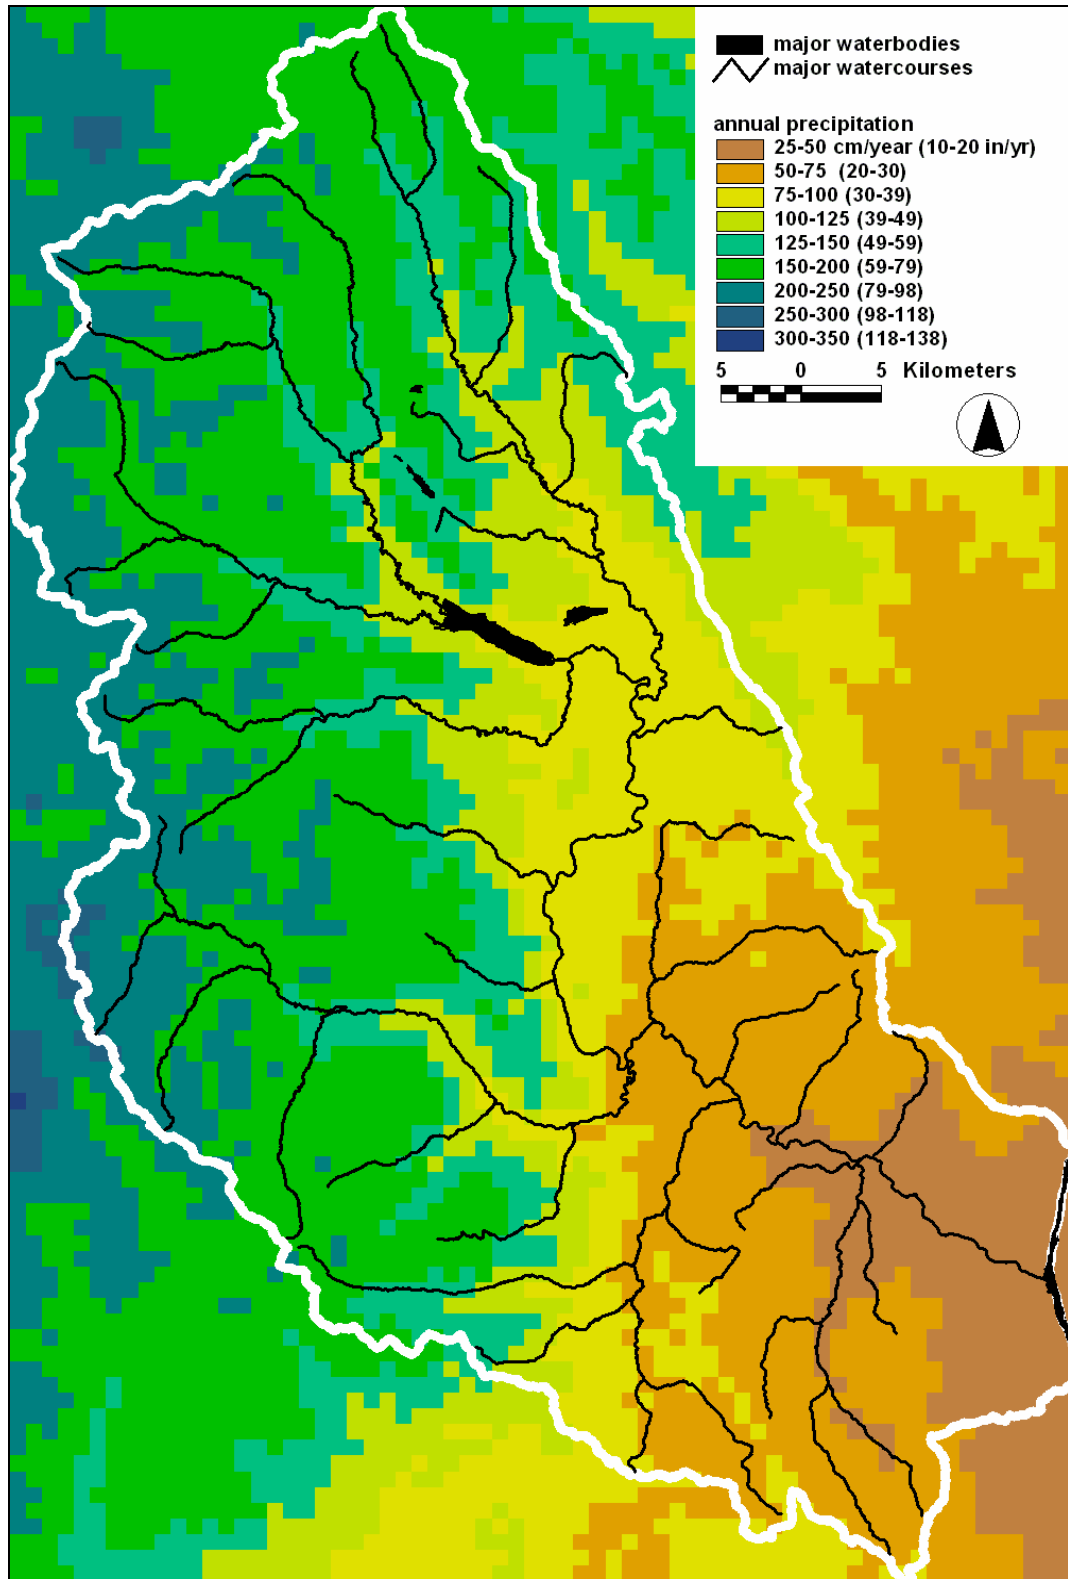 major waterbodies
major watercourses
annual precipitation
25-50 cm/year (10-20 in/yr)
50-75 (20-30)
75-100 (30-39)
100-125 (39-49)
125-150 (49-59)
150-200 (59-79)
200-250 (79-98)
250-300 (98-118)
300-350 (118-138)
5 0 5 Kilometers